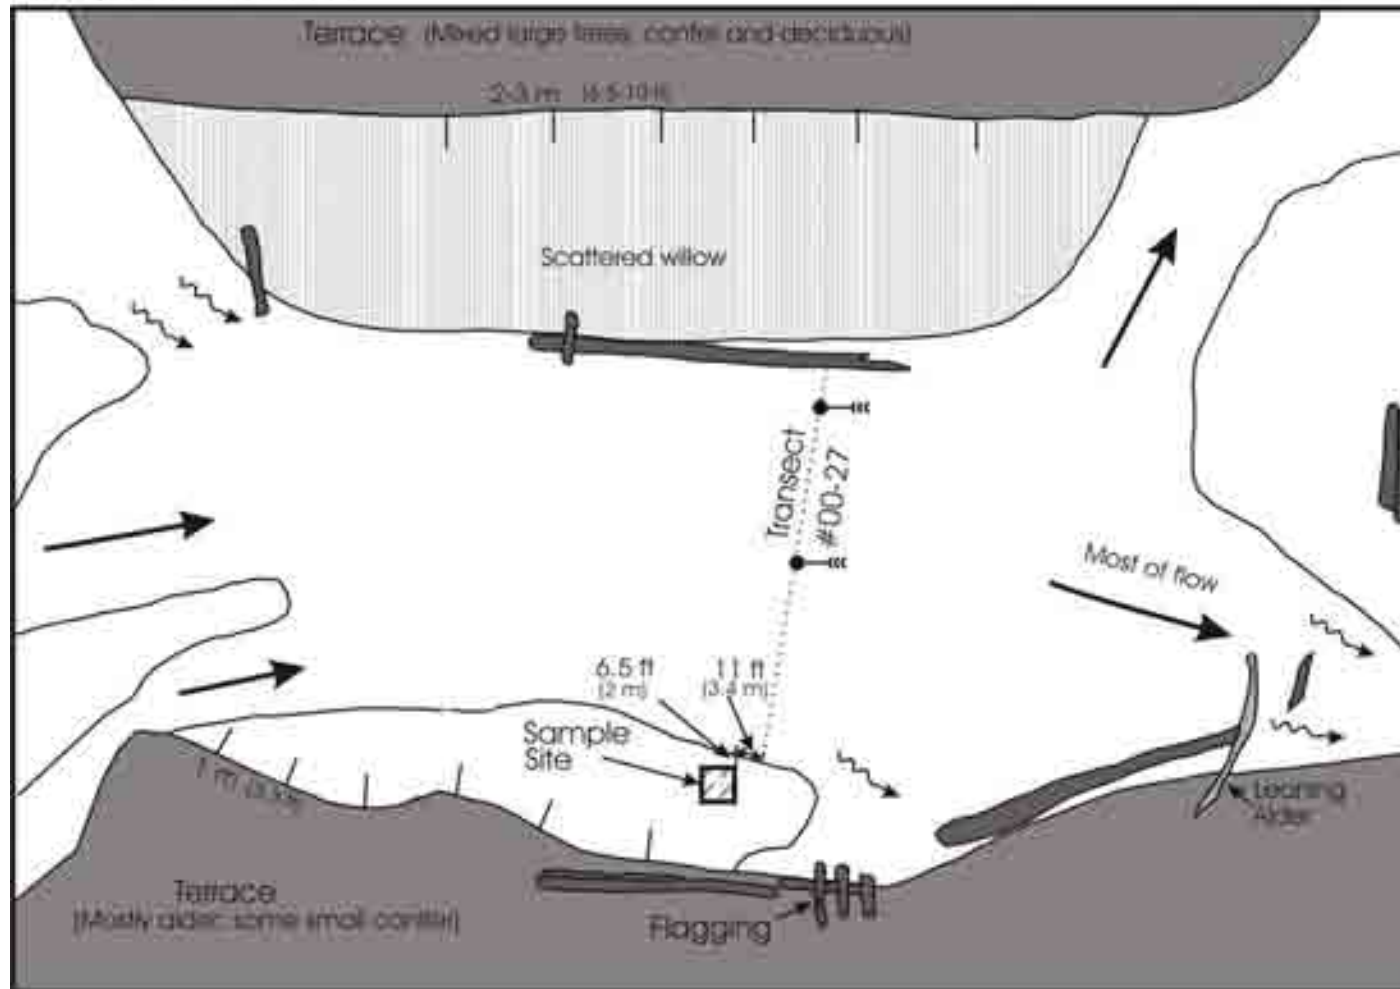 Terrace (Mixed large trees, conifer and deciduous)
2-3 m (6.5-10 ft)
Scattered willow
Transect
#00-27
Most of flow
6.5 ft
(2 m)
11 ft
(3.4 m)
Sample
Site
1 m
Leaning
Alder
Terrace
(Mostly alder, some small conifer)
Flagging